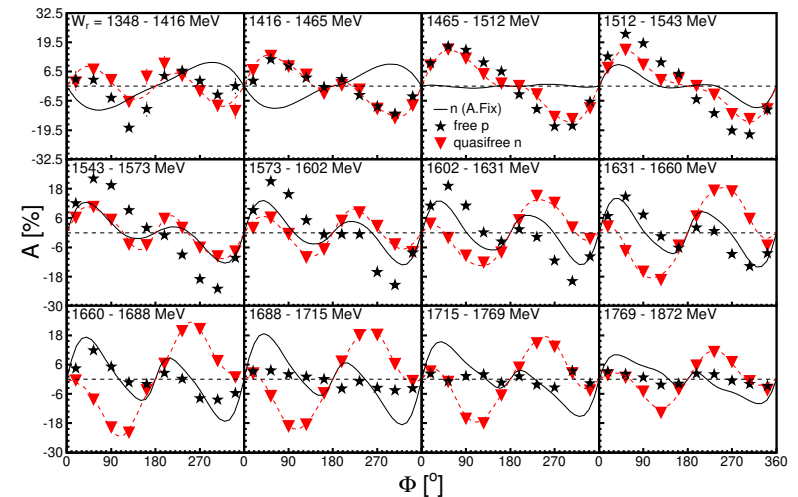 W_r = 1348 - 1416 MeV
1416 - 1465 MeV
1465 - 1512 MeV
1512 - 1543 MeV
32.5
19.5
6.5
-6.5
-19.5
-32.5
n (A.Fix)
free p
quasifree n
1543 - 1573 MeV
1573 - 1602 MeV
1602 - 1631 MeV
1631 - 1660 MeV
18
6
-6
-18
-30
A [%]
1660 - 1688 MeV
1688 - 1715 MeV
1715 - 1769 MeV
1769 - 1872 MeV
18
6
-6
-18
-30
0 90 180 270 0 90 180 270 0 90 180 270 0 90 180 270 360
Φ [°]